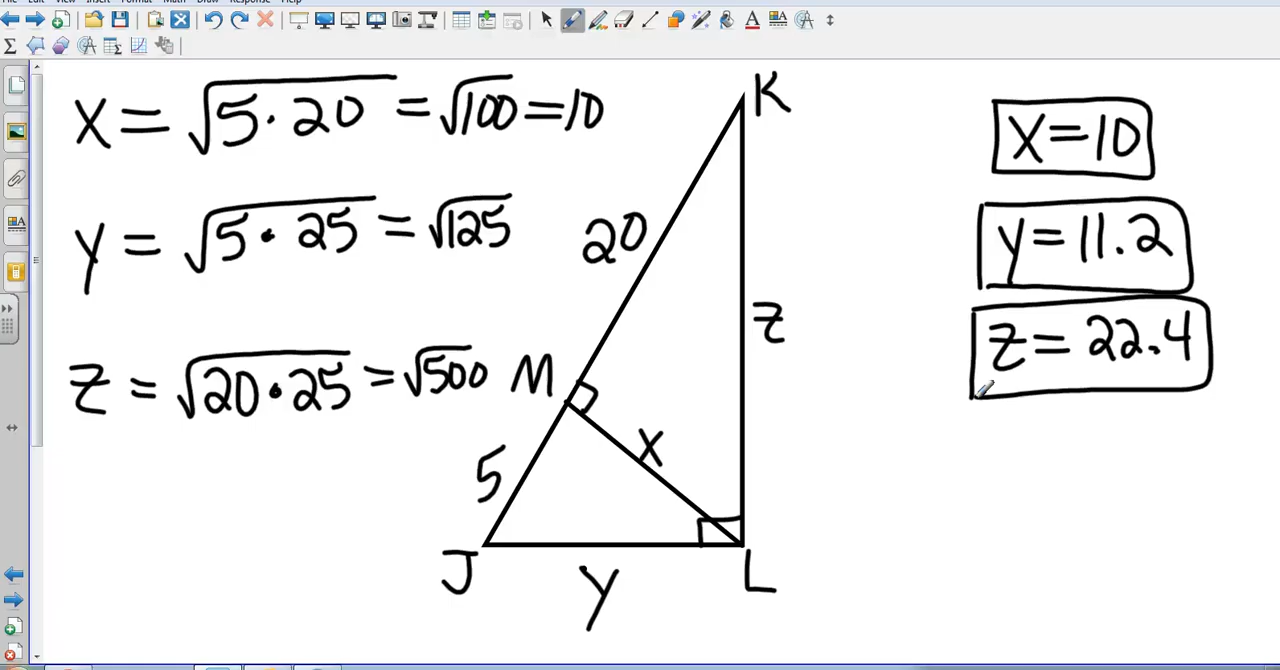 x = √5·20 = √100 = 10
y = √5·25 = √125
z = √20·25 = √500
K
20
z
M
x
5
J
L
y
x=10
y=11.2
z=22.4